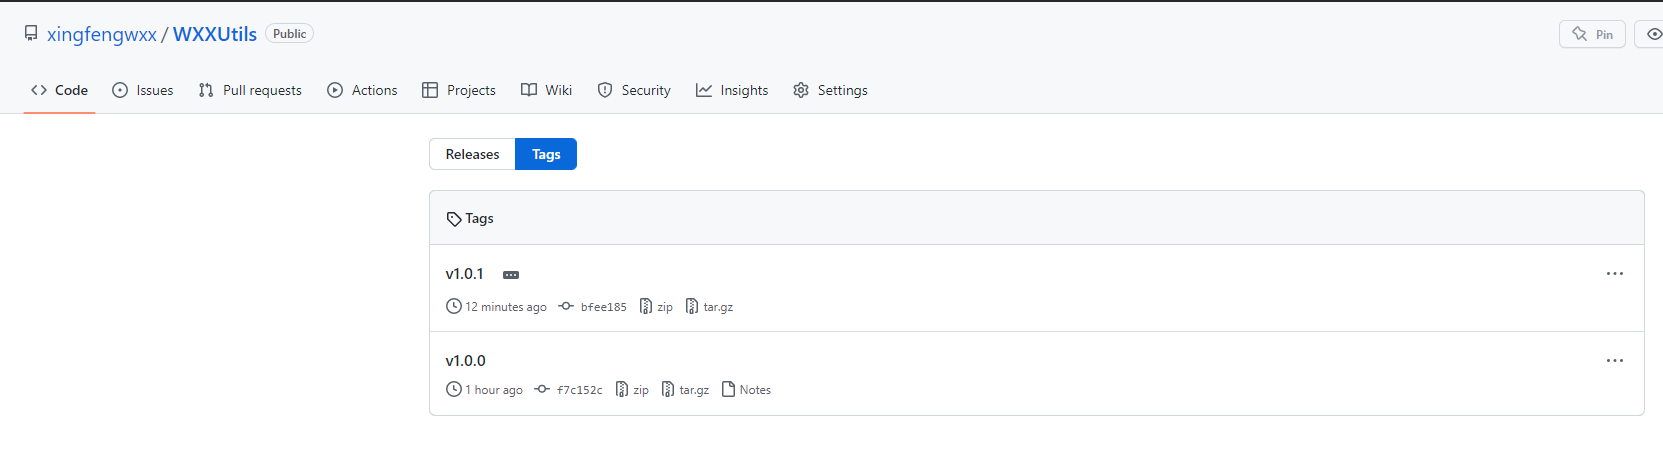 xingfengwxx / WXXUtils Public
Pin
Code Issues Pull requests Actions Projects Wiki Security Insights Settings
Releases Tags
Tags
v1.0.1
12 minutes ago bfee185 zip tar.gz
v1.0.0
1 hour ago f7c152c zip tar.gz Notes